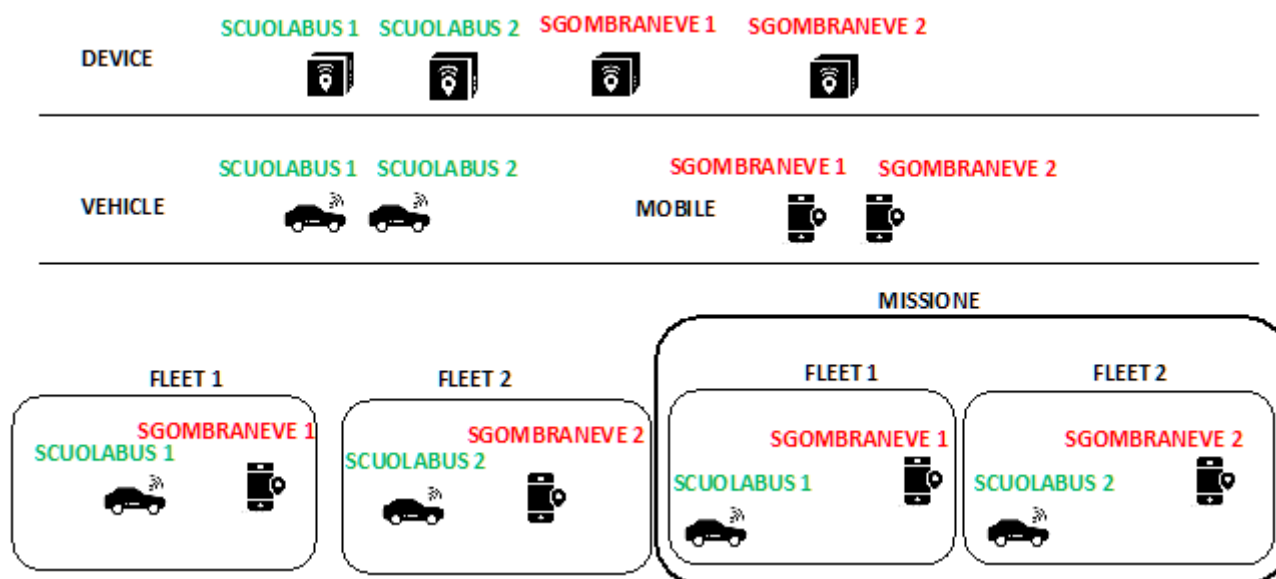 SCUOLABUS 1 SCUOLABUS 2 SGOMBRANEVE 1 SGOMBRANEVE 2
DEVICE
SCUOLABUS 1 SCUOLABUS 2 SGOMBRANEVE 1 SGOMBRANEVE 2
VEHICLE MOBILE
MISSIONE
FLEET 1 FLEET 2 FLEET 1 FLEET 2
SGOMBRANEVE 1 SGOMBRANEVE 2 SGOMBRANEVE 1 SGOMBRANEVE 2
SCUOLABUS 1 SCUOLABUS 2 SCUOLABUS 1 SCUOLABUS 2